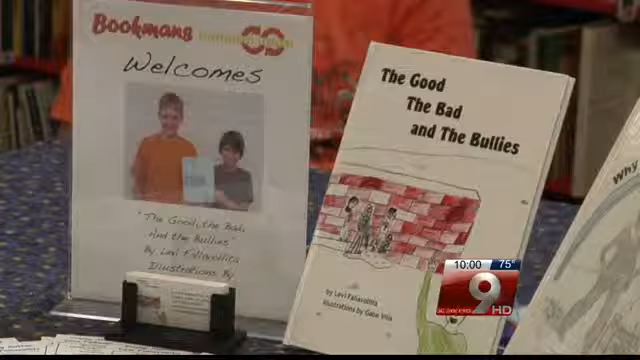 Bookmans
Welcomes
"The Good, the Bad,
And the Bullies"
By Levi Fallavollita
Illustrations By
The Good
The Bad
and The Bullies
by Levi Fallavollita
Illustrations by Gabe Villa
Why
10:00 75°
9
HD